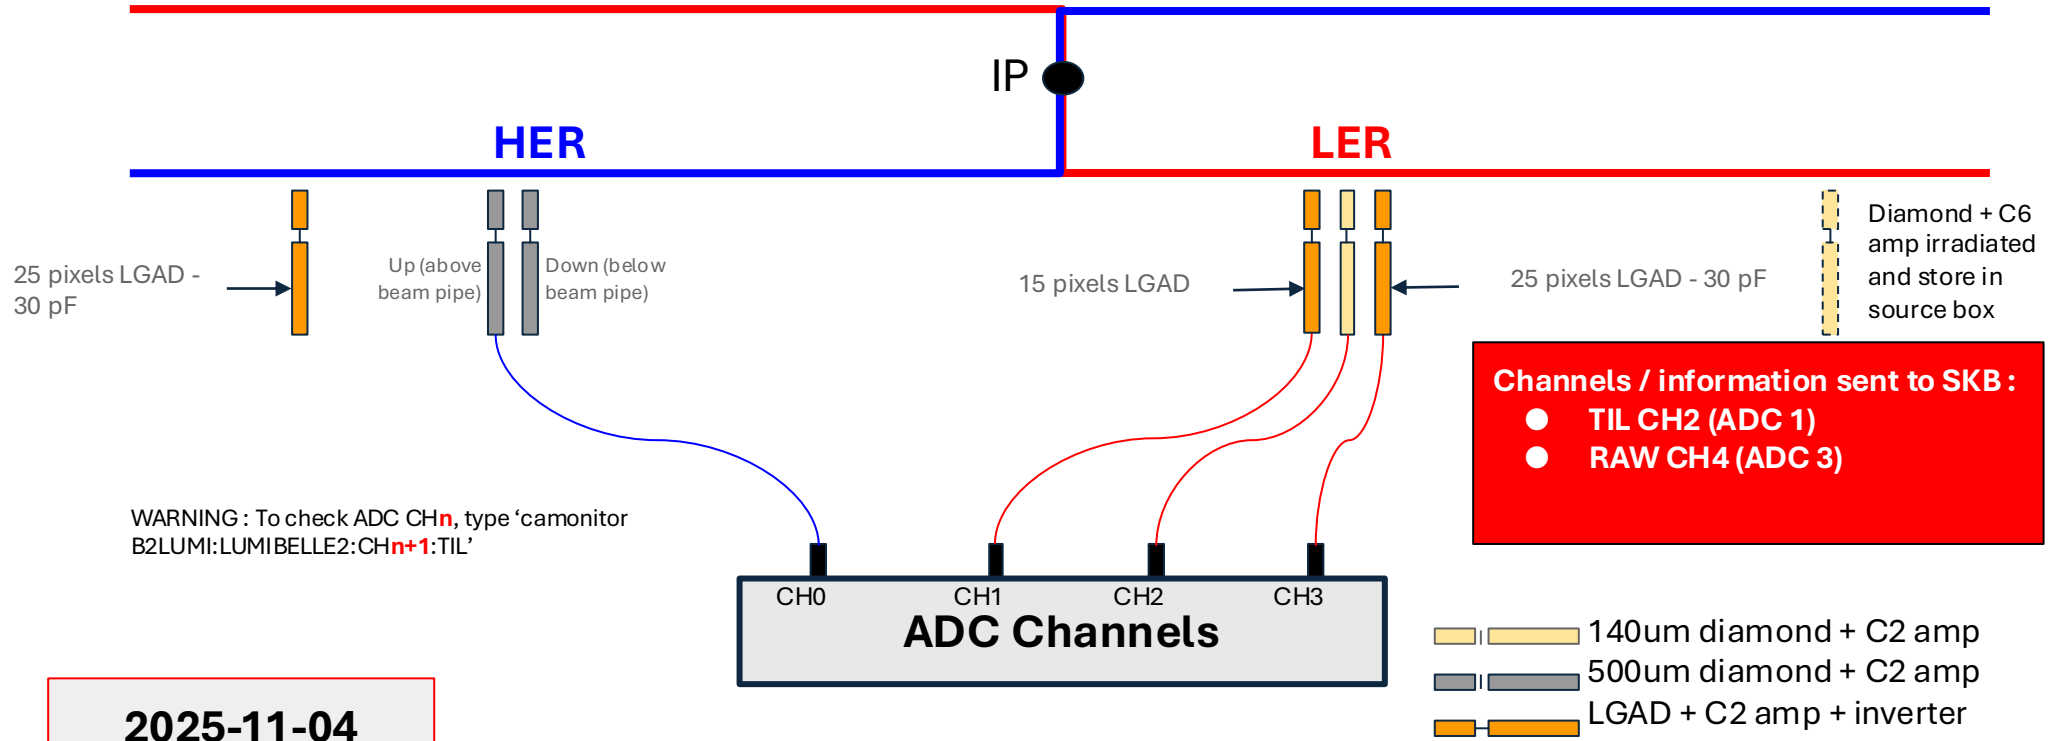 IP
HER
LER
25 pixels LGAD -
30 pF
Up (above
beam pipe)
Down (below
beam pipe)
15 pixels LGAD
25 pixels LGAD - 30 pF
Diamond + C6
amp irradiated
and store in
source box
Channels / information sent to SKB :
● TIL CH2 (ADC 1)
● RAW CH4 (ADC 3)
WARNING : To check ADC CHn, type ‘camonitor
B2LUMI:LUMIBELLE2:CHn+1:TIL’
CH0
CH1
CH2
CH3
ADC Channels
140um diamond + C2 amp
500um diamond + C2 amp
LGAD + C2 amp + inverter
2025-11-04